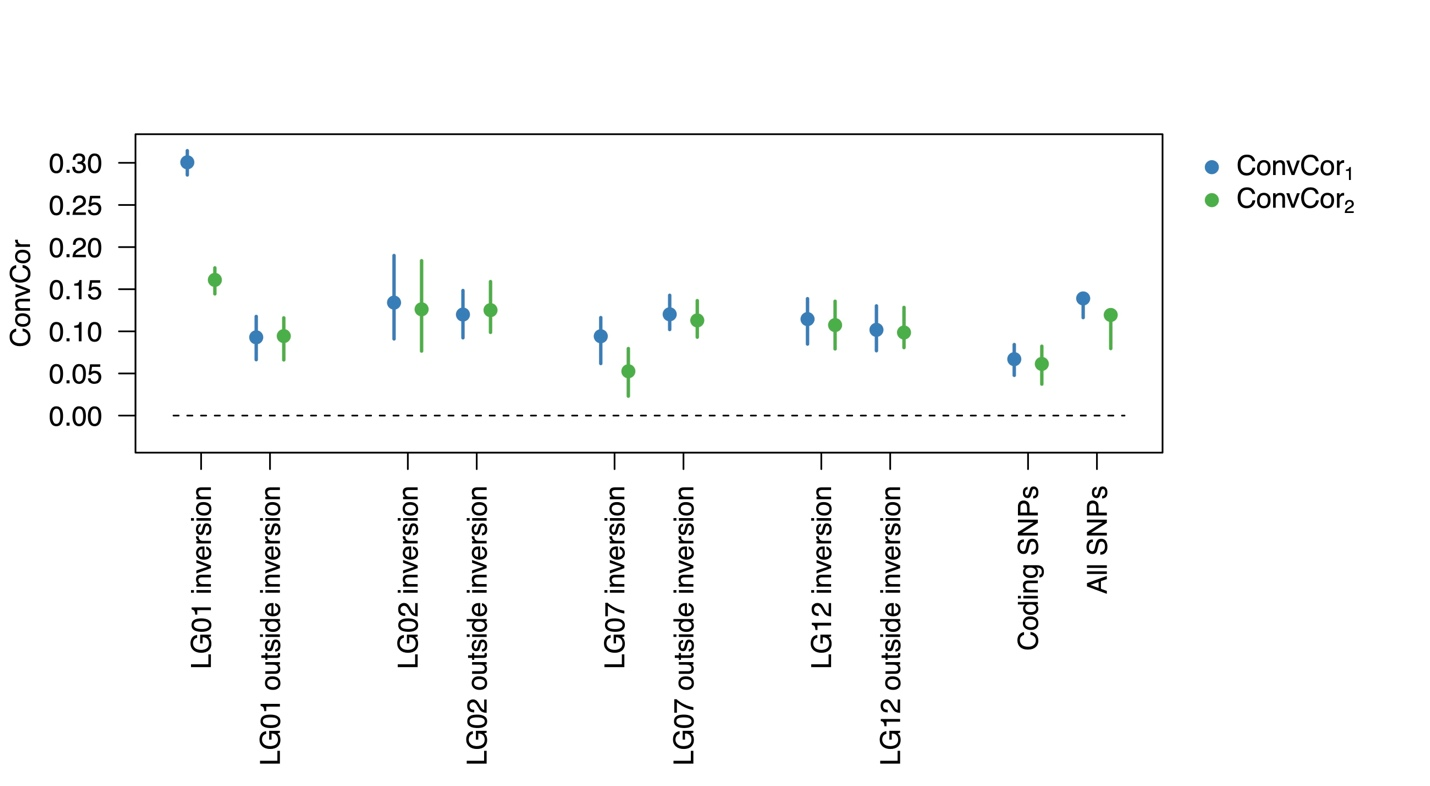 ConvCor
0.30
0.25
0.20
0.15
0.10
0.05
0.00
ConvCor₁
ConvCor₂
LG01 inversion
LG01 outside inversion
LG02 inversion
LG02 outside inversion
LG07 inversion
LG07 outside inversion
LG12 inversion
LG12 outside inversion
Coding SNPs
All SNPs